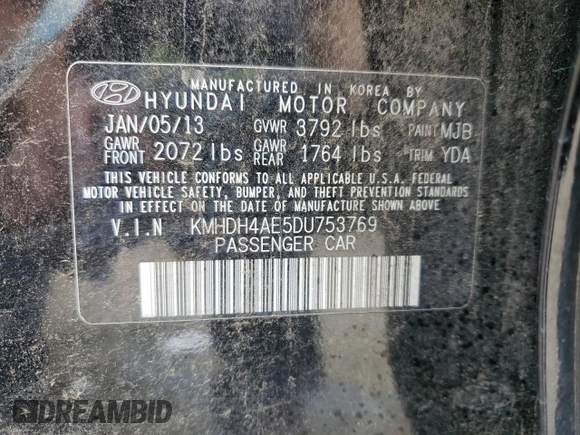 MANUFACTURED IN KOREA BY
HYUNDAI MOTOR COMPANY
JAN/05/13 GVWR 3792 lbs PAINT MJB
GAWR FRONT 2072 lbs GAWR REAR 1764 lbs TRIM YDA
THIS VEHICLE CONFORMS TO ALL APPLICABLE U.S.A. FEDERAL
MOTOR VEHICLE SAFETY, BUMPER, AND THEFT PREVENTION STANDARDS
IN EFFECT ON THE DATE OF MANUFACTURE SHOWN ABOVE.
V.I.N KMHDH4AE5DU753769
PASSENGER CAR
DREAMBID